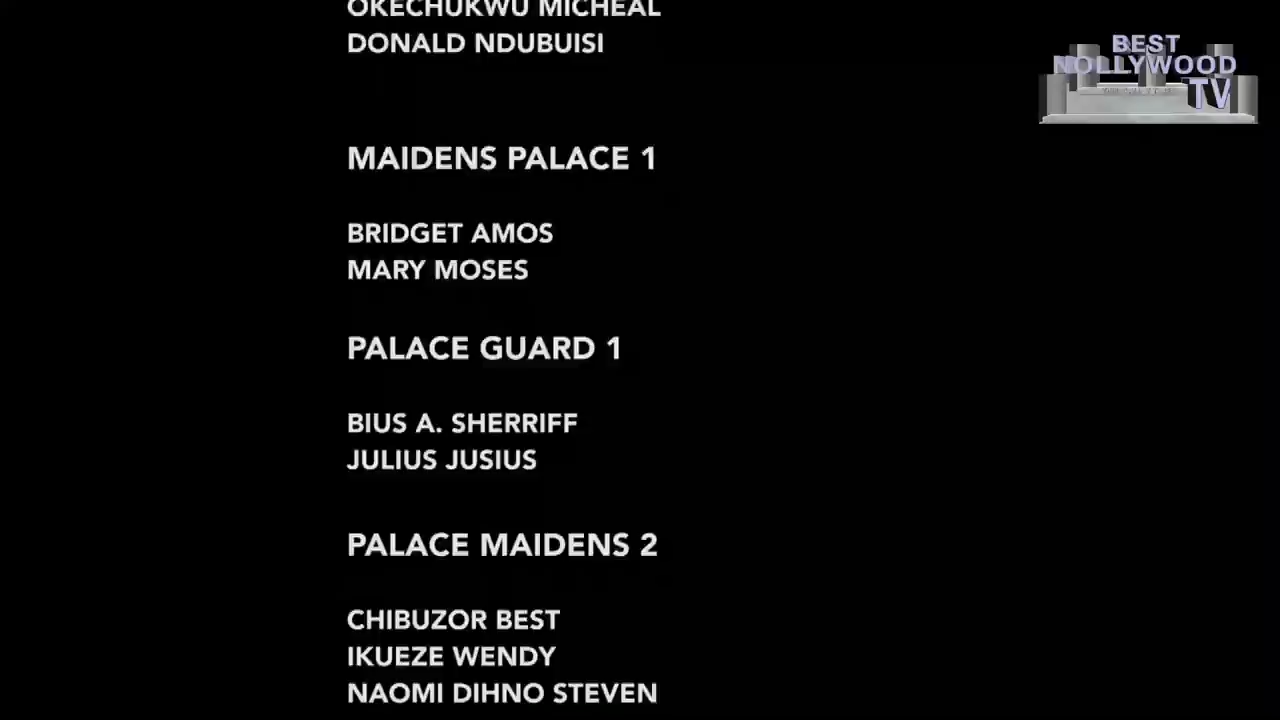 OKECHUKWU MICHEAL
DONALD NDUBUISI
BEST
NOLLYWOOD
TV
MAIDENS PALACE 1
BRIDGET AMOS
MARY MOSES
PALACE GUARD 1
BIUS A. SHERRIFF
JULIUS JUSIUS
PALACE MAIDENS 2
CHIBUZOR BEST
IKUEZE WENDY
NAOMI DIHNO STEVEN